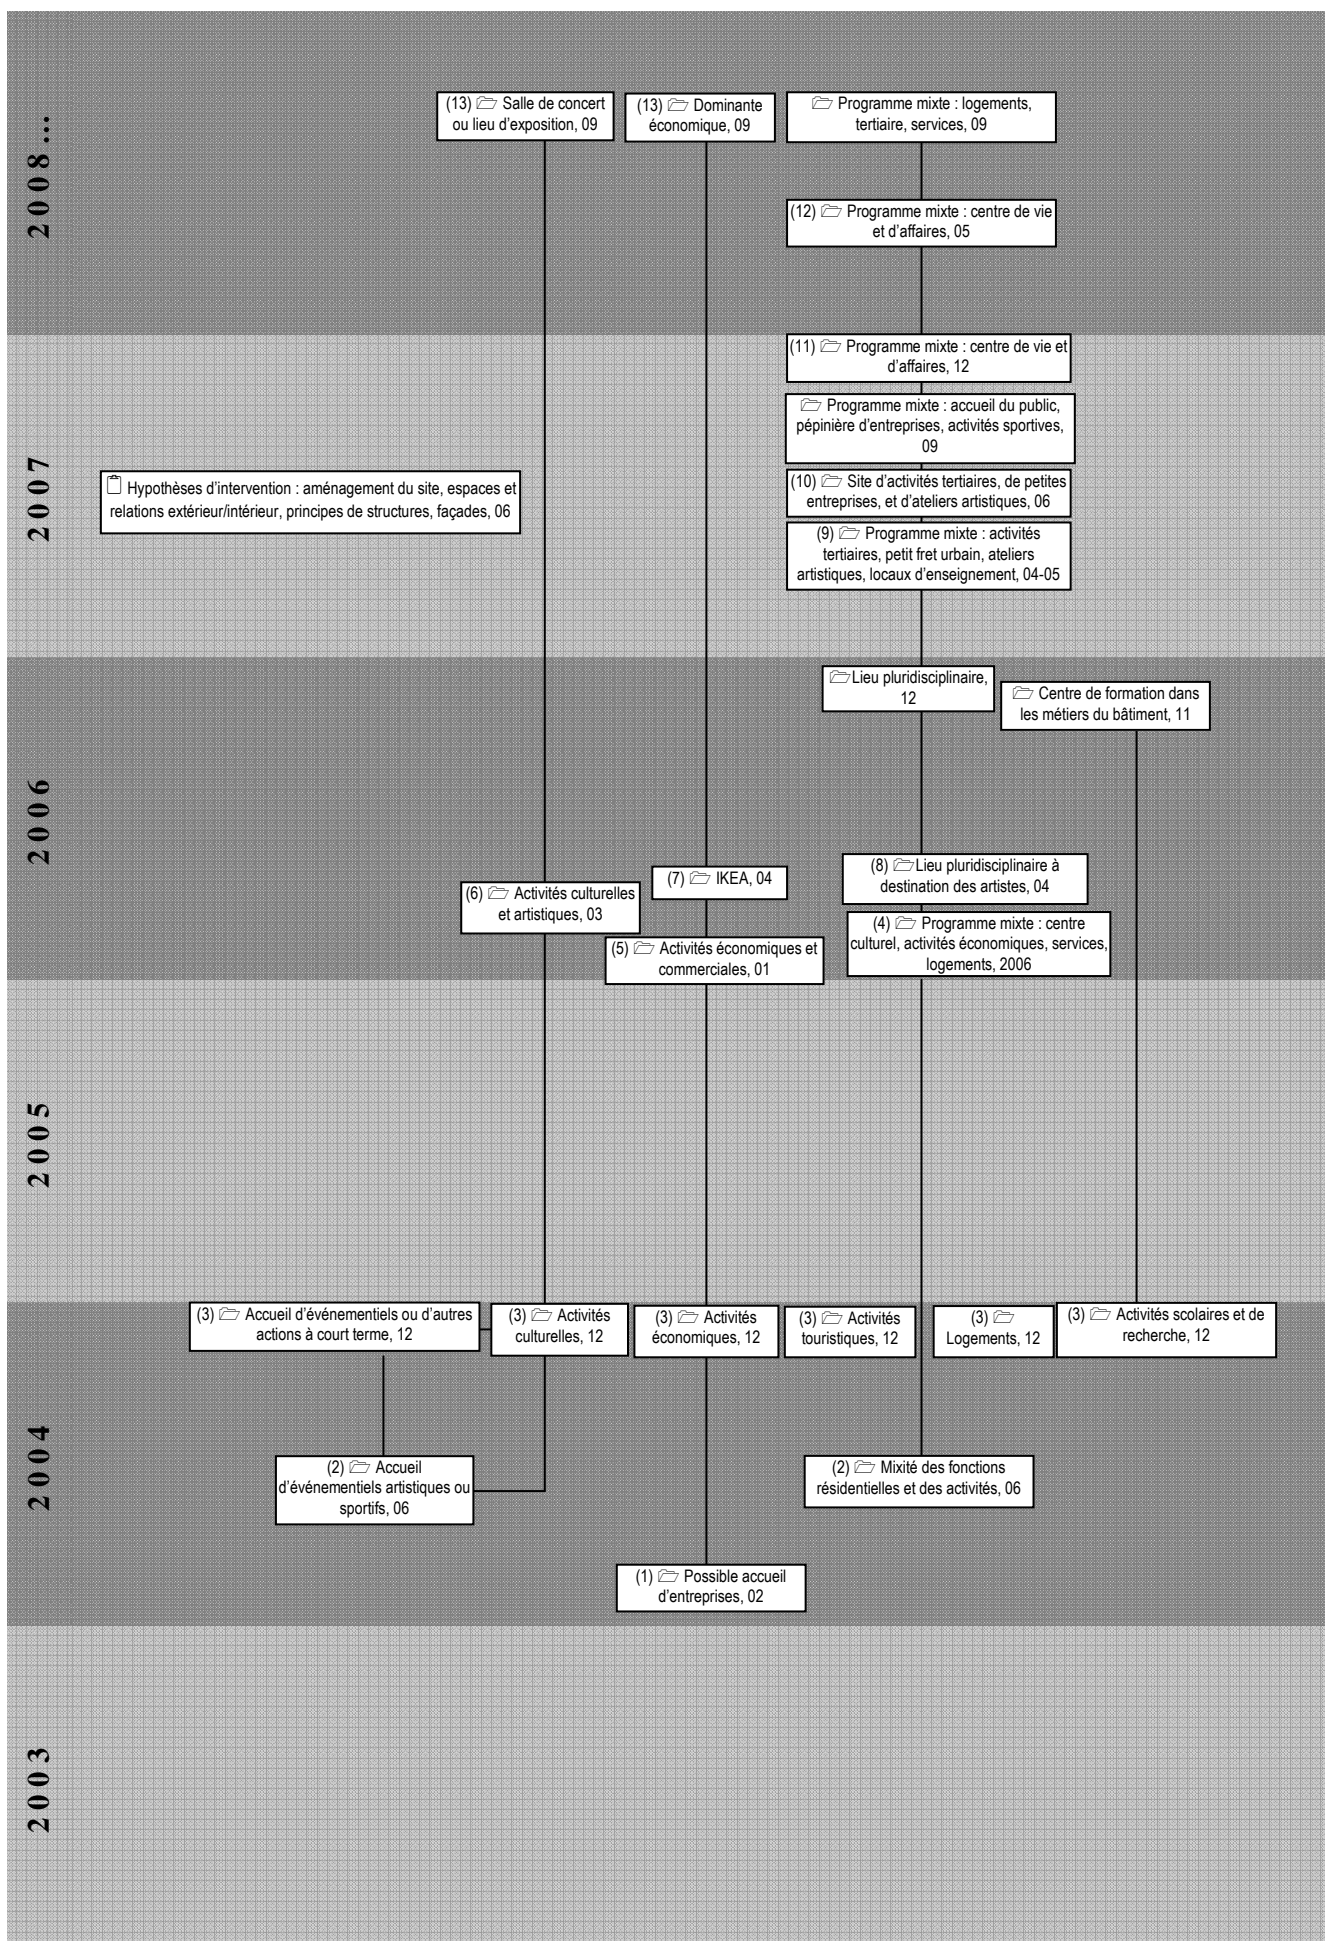 2008...
(13) 🗁 Salle de concert
ou lieu d'exposition, 09
(13) 🗁 Dominante
économique, 09
🗁 Programme mixte : logements,
tertiaire, services, 09
(12) 🗁 Programme mixte : centre de vie
et d'affaires, 05
2007
(11) 🗁 Programme mixte : centre de vie et
d'affaires, 12
🗁 Programme mixte : accueil du public,
pépinière d'entreprises, activités sportives,
09
📋 Hypothèses d'intervention : aménagement du site, espaces et
relations extérieur/intérieur, principes de structures, façades, 06
(10) 🗁 Site d'activités tertiaires, de petites
entreprises, et d'ateliers artistiques, 06
(9) 🗁 Programme mixte : activités
tertiaires, petit fret urbain, ateliers
artistiques, locaux d'enseignement, 04-05
2006
🗁Lieu pluridisciplinaire,
12
🗁 Centre de formation dans
les métiers du bâtiment, 11
(6) 🗁 Activités culturelles
et artistiques, 03
(7) 🗁 IKEA, 04
(8) 🗁Lieu pluridisciplinaire à
destination des artistes, 04
(5) 🗁 Activités économiques et
commerciales, 01
(4) 🗁 Programme mixte : centre
culturel, activités économiques, services,
logements, 2006
2005
2004
(3) 🗁 Accueil d'événementiels ou d'autres
actions à court terme, 12
(3) 🗁 Activités
culturelles, 12
(3) 🗁 Activités
économiques, 12
(3) 🗁 Activités
touristiques, 12
(3) 🗁
Logements, 12
(3) 🗁 Activités scolaires et de
recherche, 12
(2) 🗁 Accueil
d'événementiels artistiques ou
sportifs, 06
(2) 🗁 Mixité des fonctions
résidentielles et des activités, 06
(1) 🗁 Possible accueil
d'entreprises, 02
2003